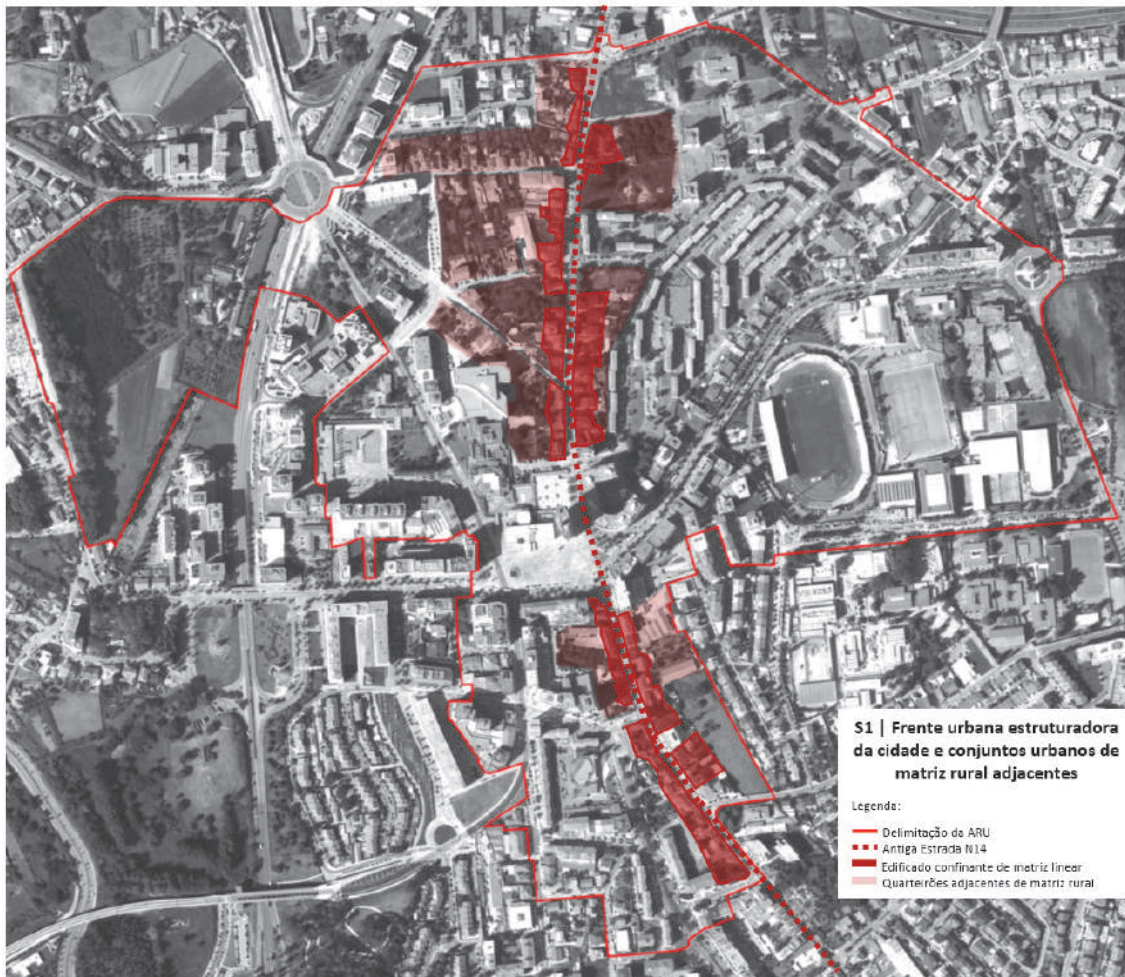 S1 | Frente urbana estruturadora
da cidade e conjuntos urbanos de
matriz rural adjacentes
Legenda:
Delimitação da ARU
Antiga Estrada N14
Edificado confinante de matriz linear
Quarteirões adjacentes de matriz rural